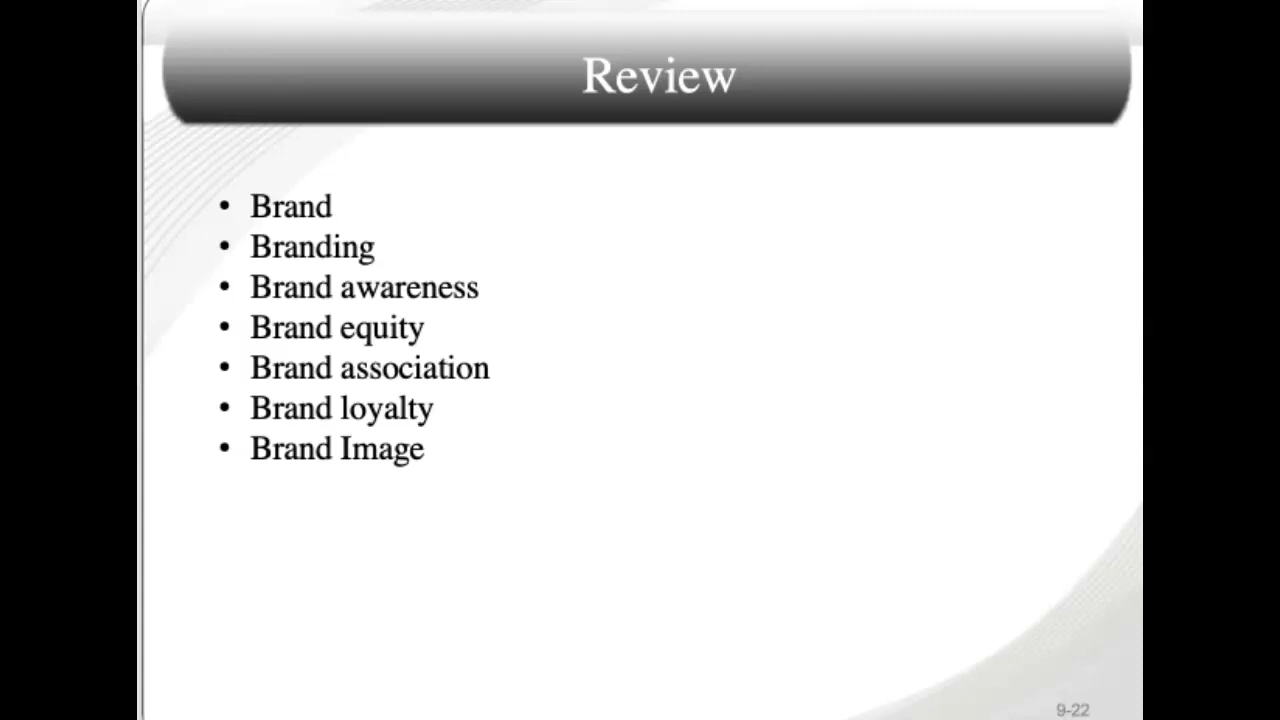 Review
• Brand
• Branding
• Brand awareness
• Brand equity
• Brand association
• Brand loyalty
• Brand Image
9-22